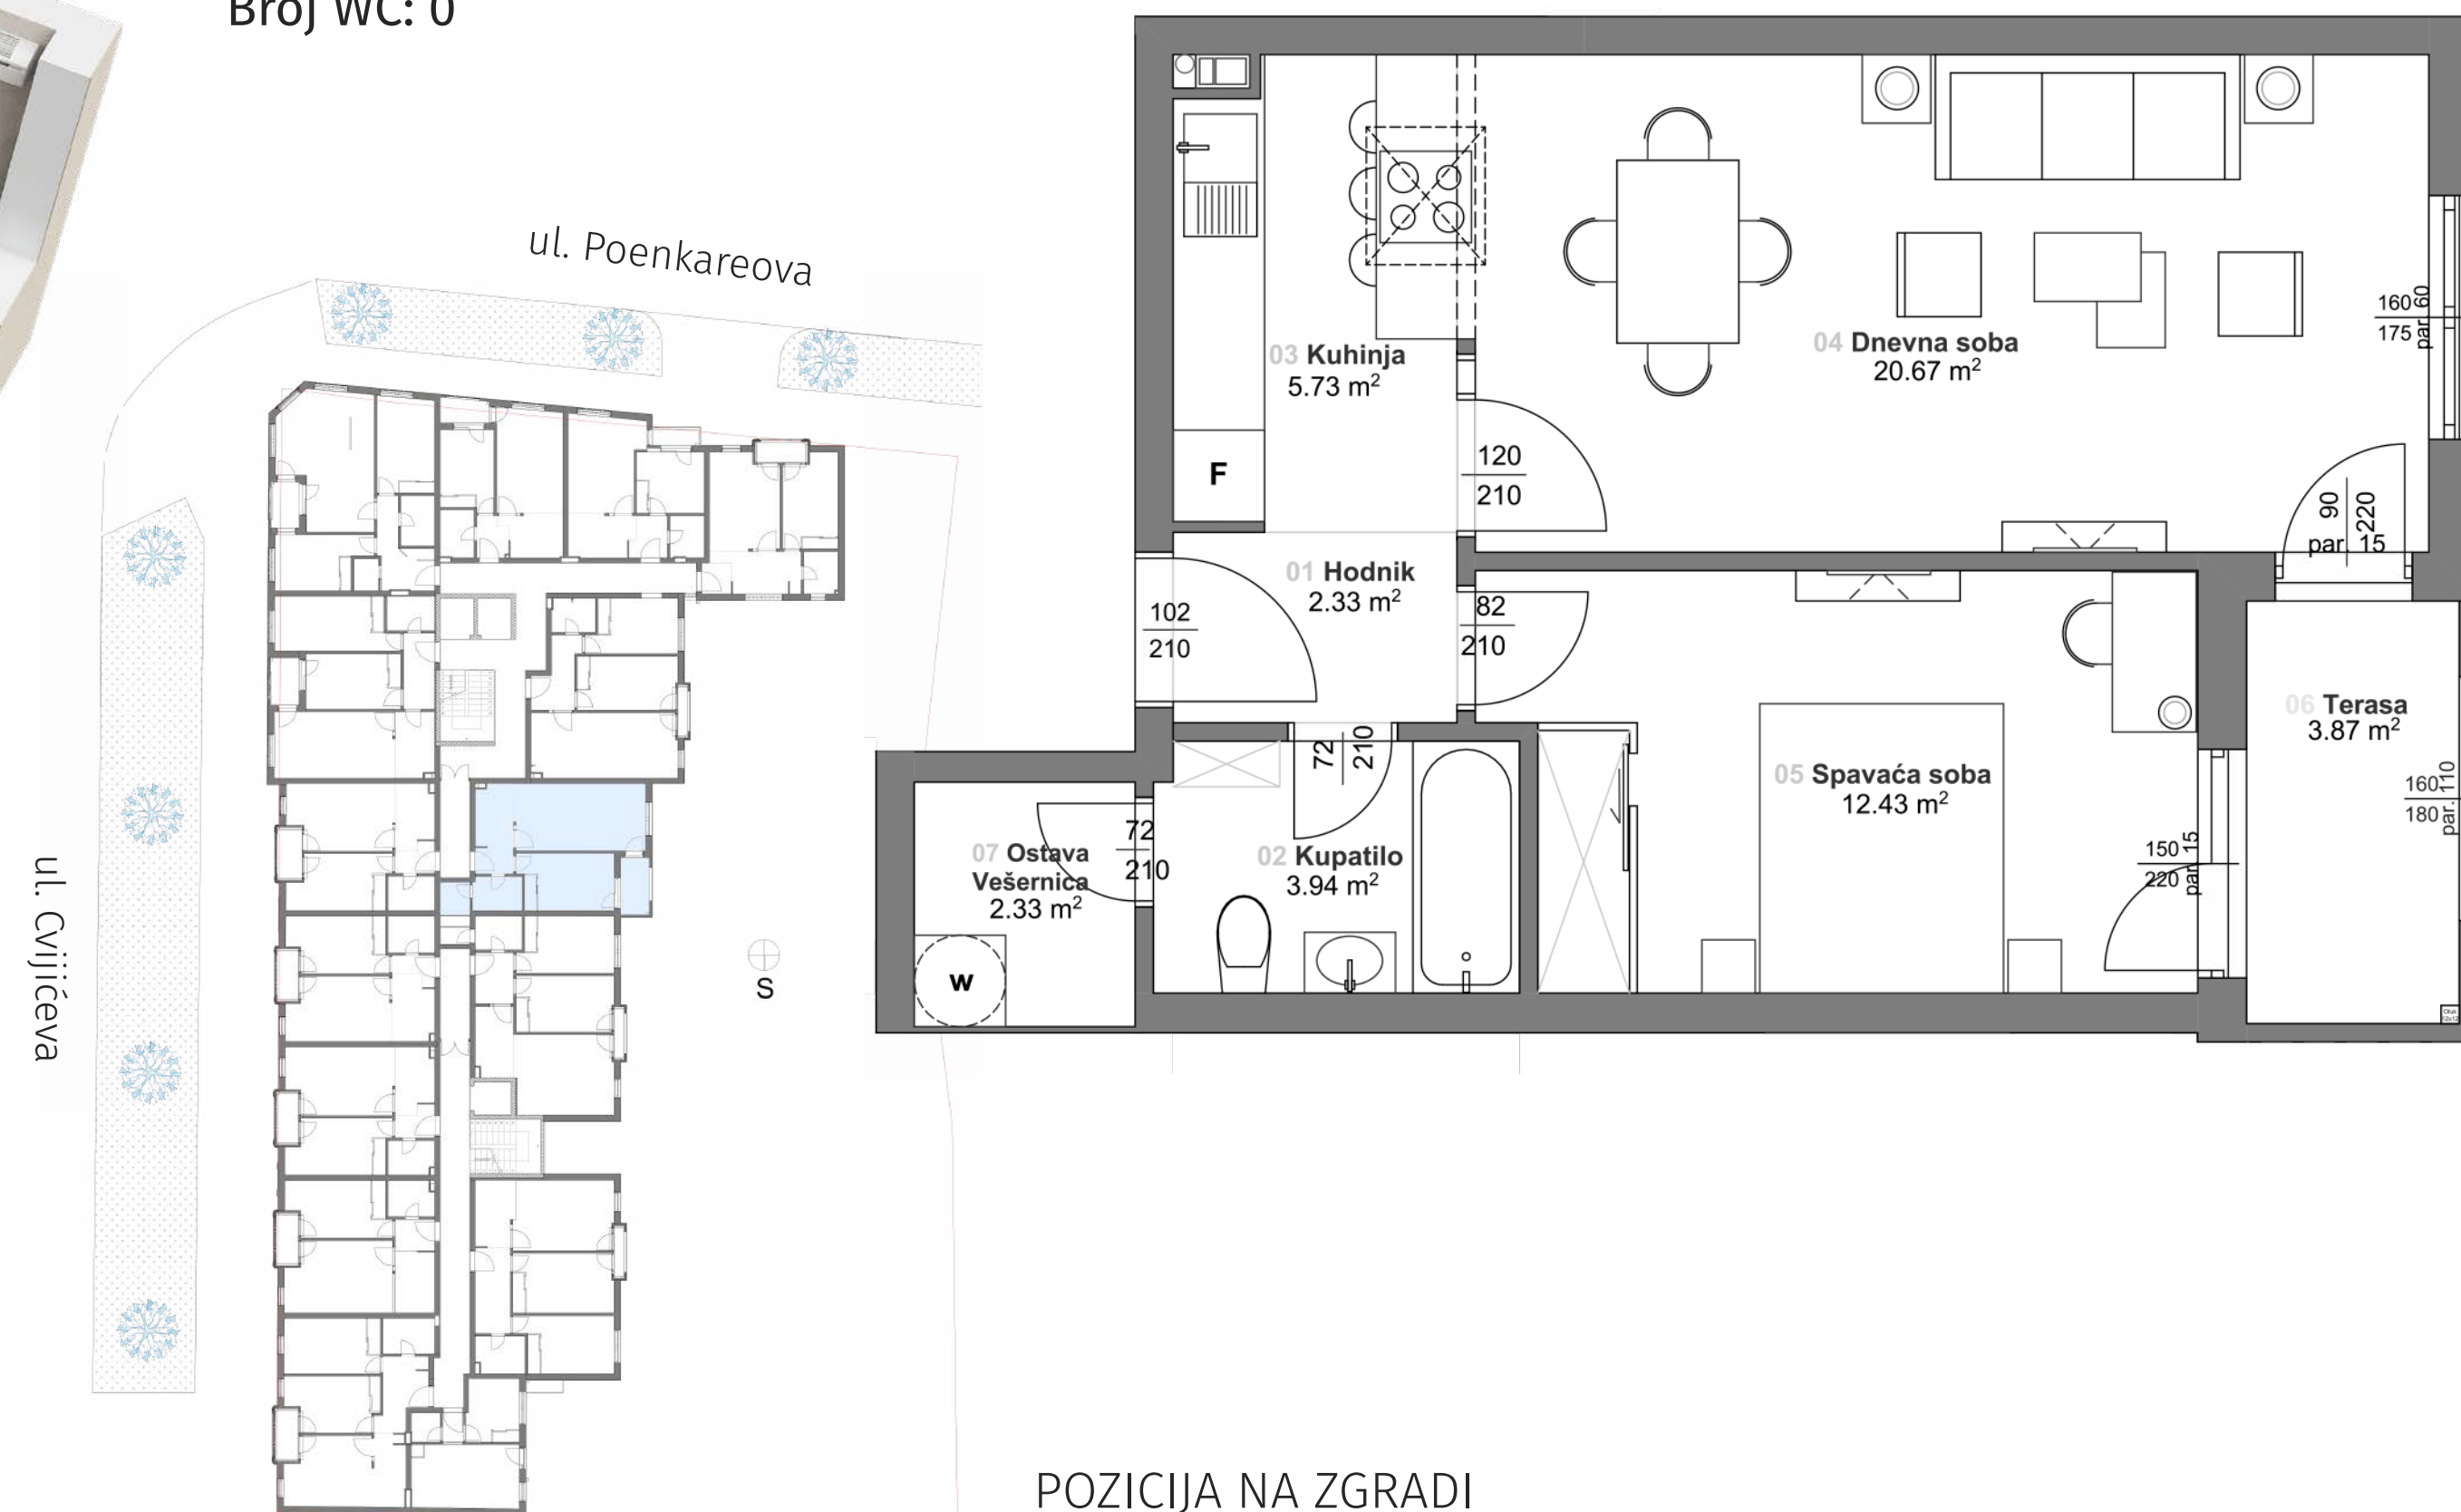 Broj WC: 0
ul. Poenkareova
ul. Cvijićeva
S
03 Kuhinja
5.73 m²
F
120
210
04 Dnevna soba
20.67 m²
160
175
par. 60
90
220
par. 15
01 Hodnik
2.33 m²
102
210
82
210
72
210
06 Terasa
3.87 m²
160
180
par. 110
05 Spavaća soba
12.43 m²
150
220
par. 15
07 Ostava
Vešernica
2.33 m²
72
210
02 Kupatilo
3.94 m²
W
POZICIJA NA ZGRADI